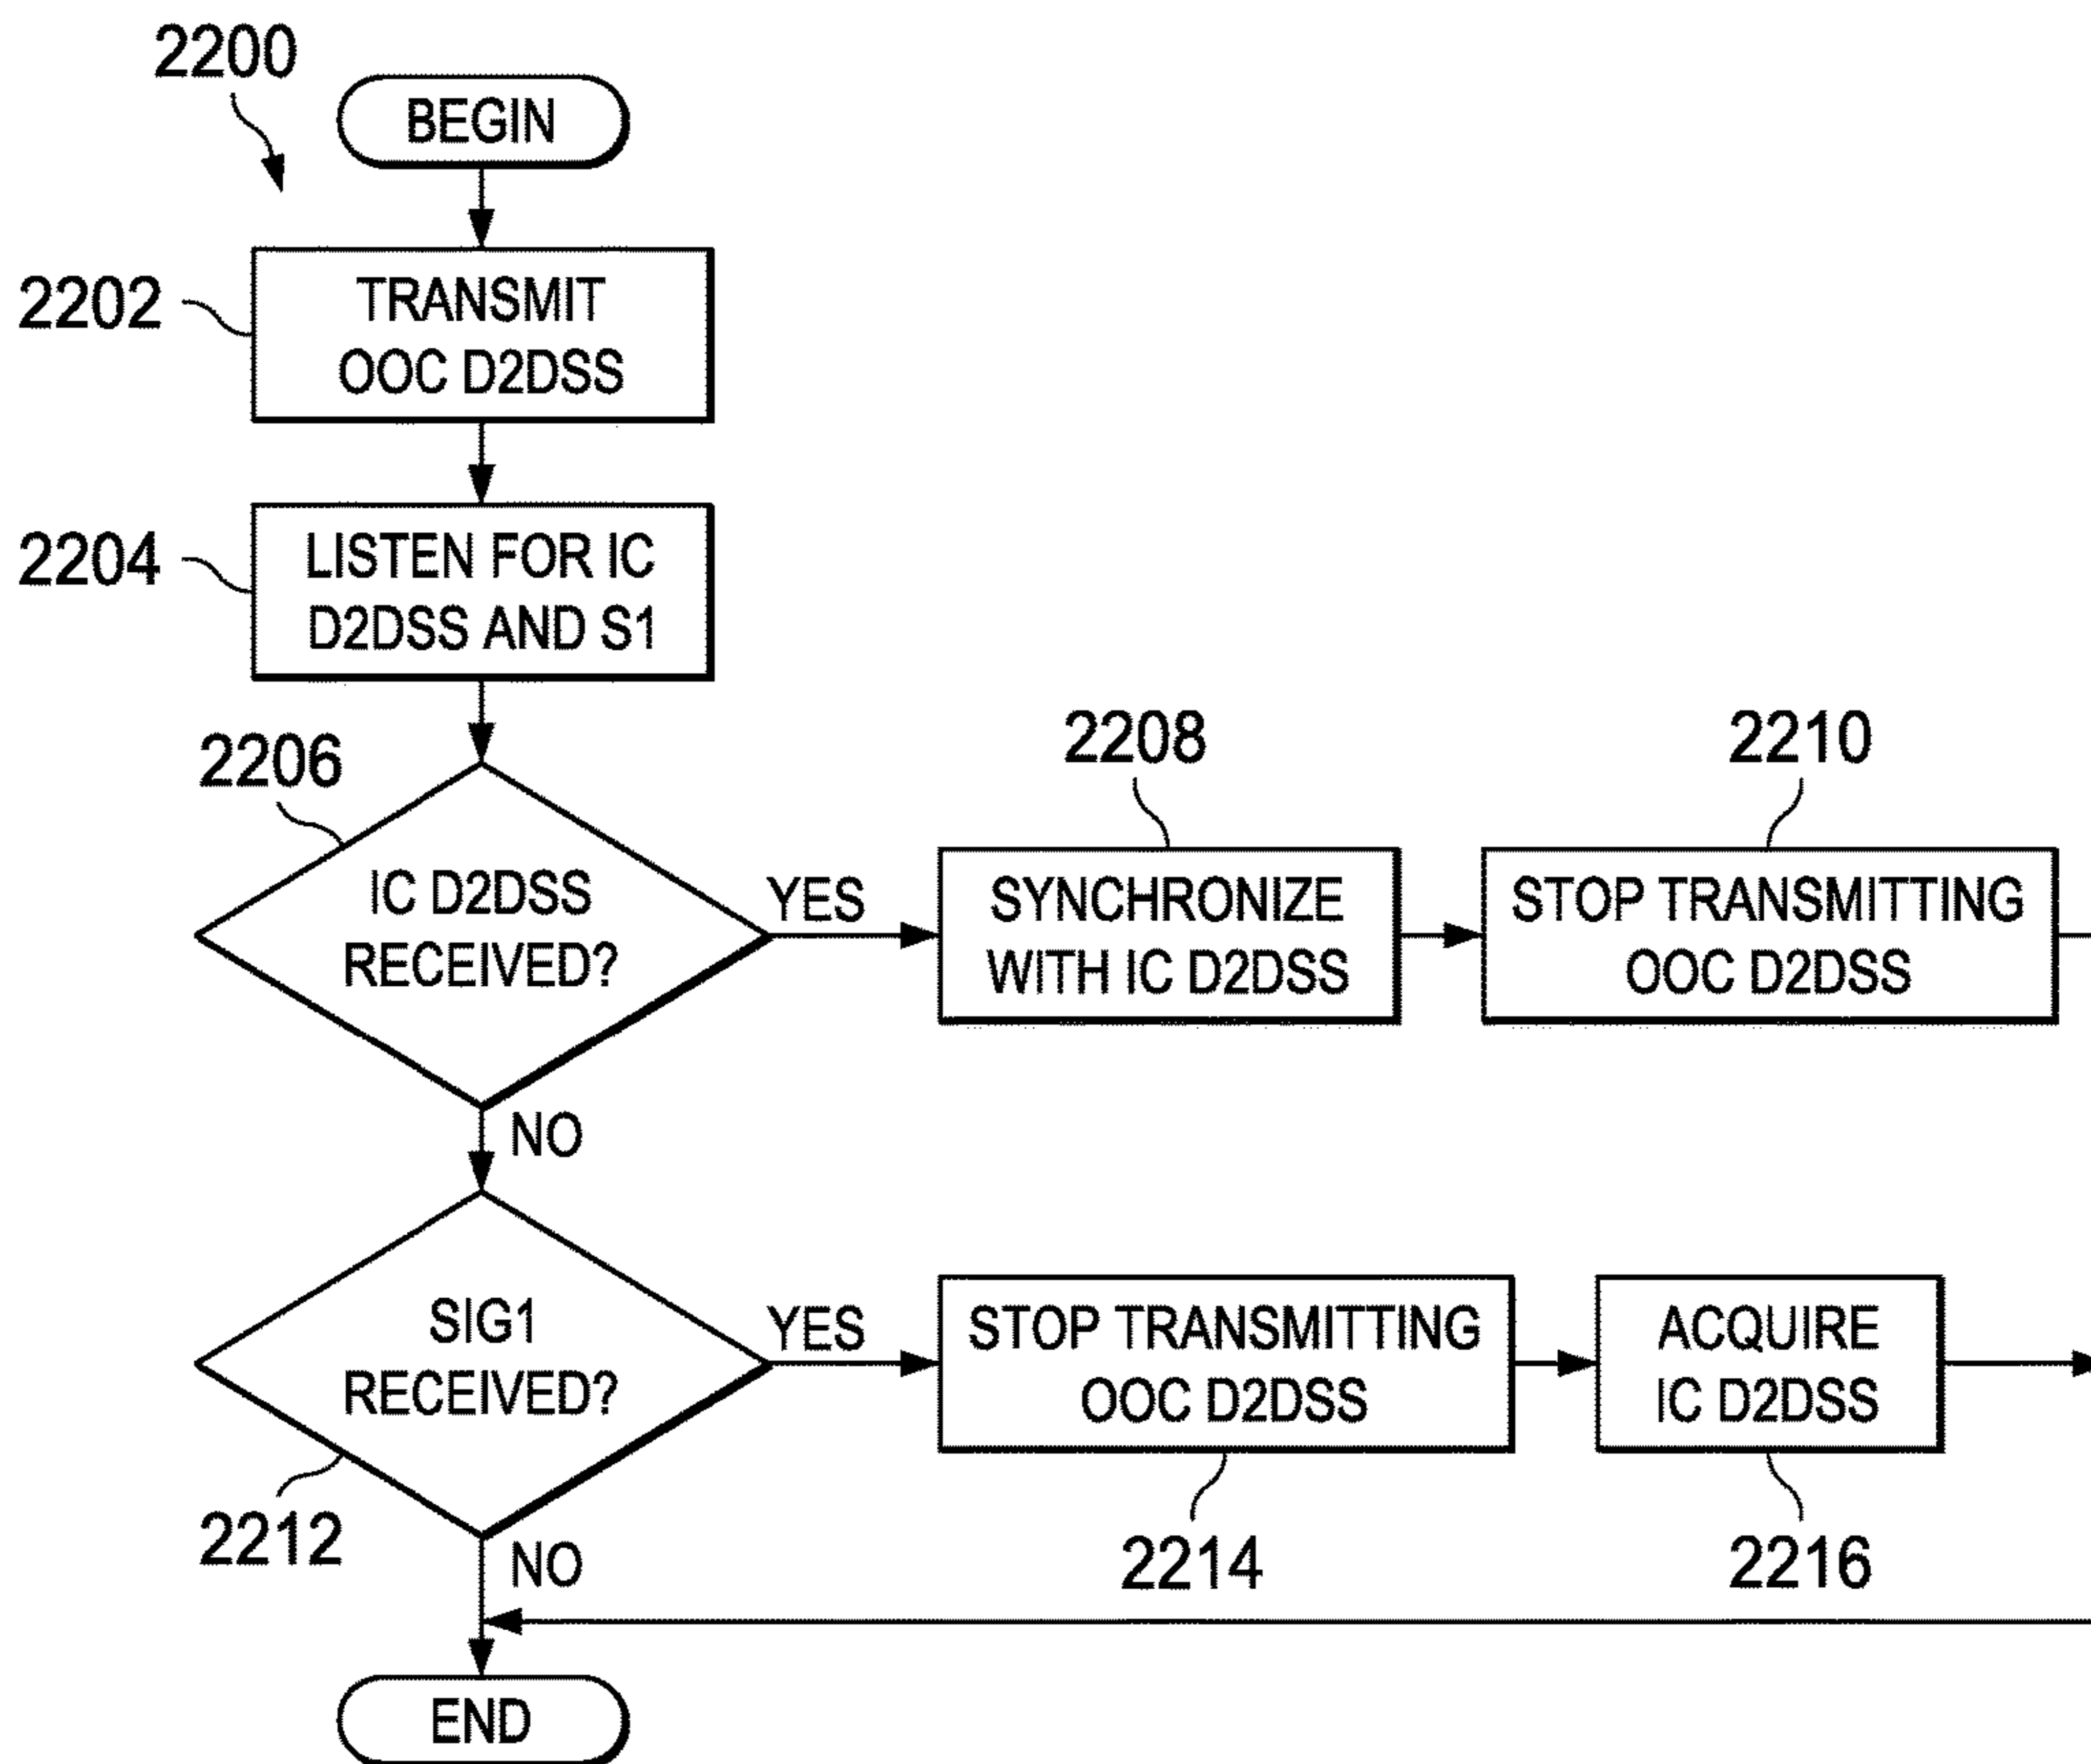 2200
BEGIN
2202
TRANSMIT
OOC D2DSS
2204
LISTEN FOR IC
D2DSS AND S1
2206
IC D2DSS
RECEIVED?
YES
2208
SYNCHRONIZE
WITH IC D2DSS
2210
STOP TRANSMITTING
OOC D2DSS
NO
SIG1
RECEIVED?
2212
YES
STOP TRANSMITTING
OOC D2DSS
2214
ACQUIRE
IC D2DSS
2216
NO
END